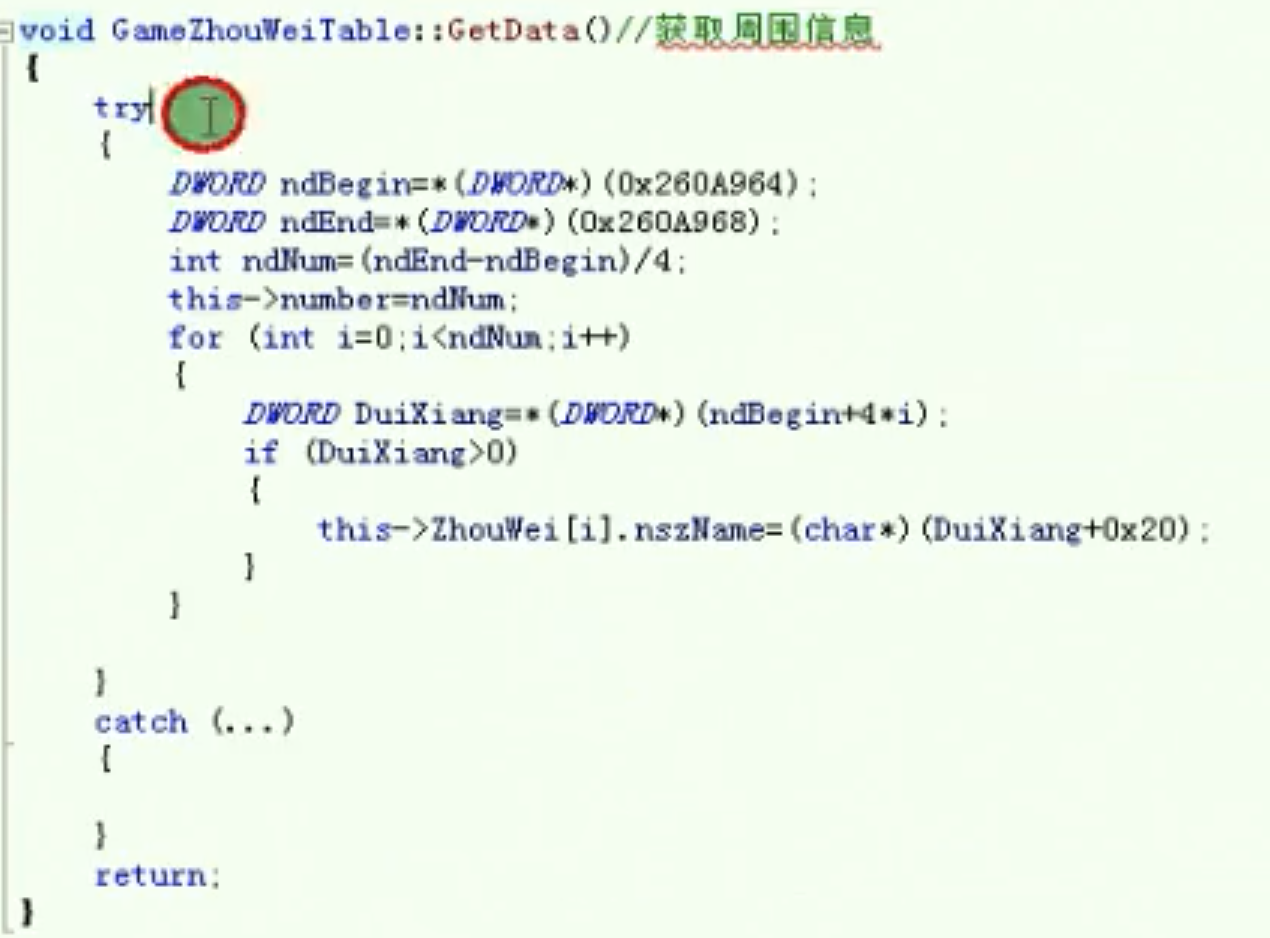 void GameZhouWeiTable::GetData()//获取周围信息
{
try
{
DWORD ndBegin=*(DWORD*)(0x260A964);
DWORD ndEnd=*(DWORD*)(0x260A968);
int ndNum=(ndEnd-ndBegin)/4;
this->number=ndNum;
for (int i=0;i<ndNum;i++)
{
DWORD DuiXiang=*(DWORD*)(ndBegin+4*i);
if (DuiXiang>0)
{
this->ZhouWei[i].nszName=(char*)(DuiXiang+0x20);
}
}
}
catch (...)
{
}
return;
}